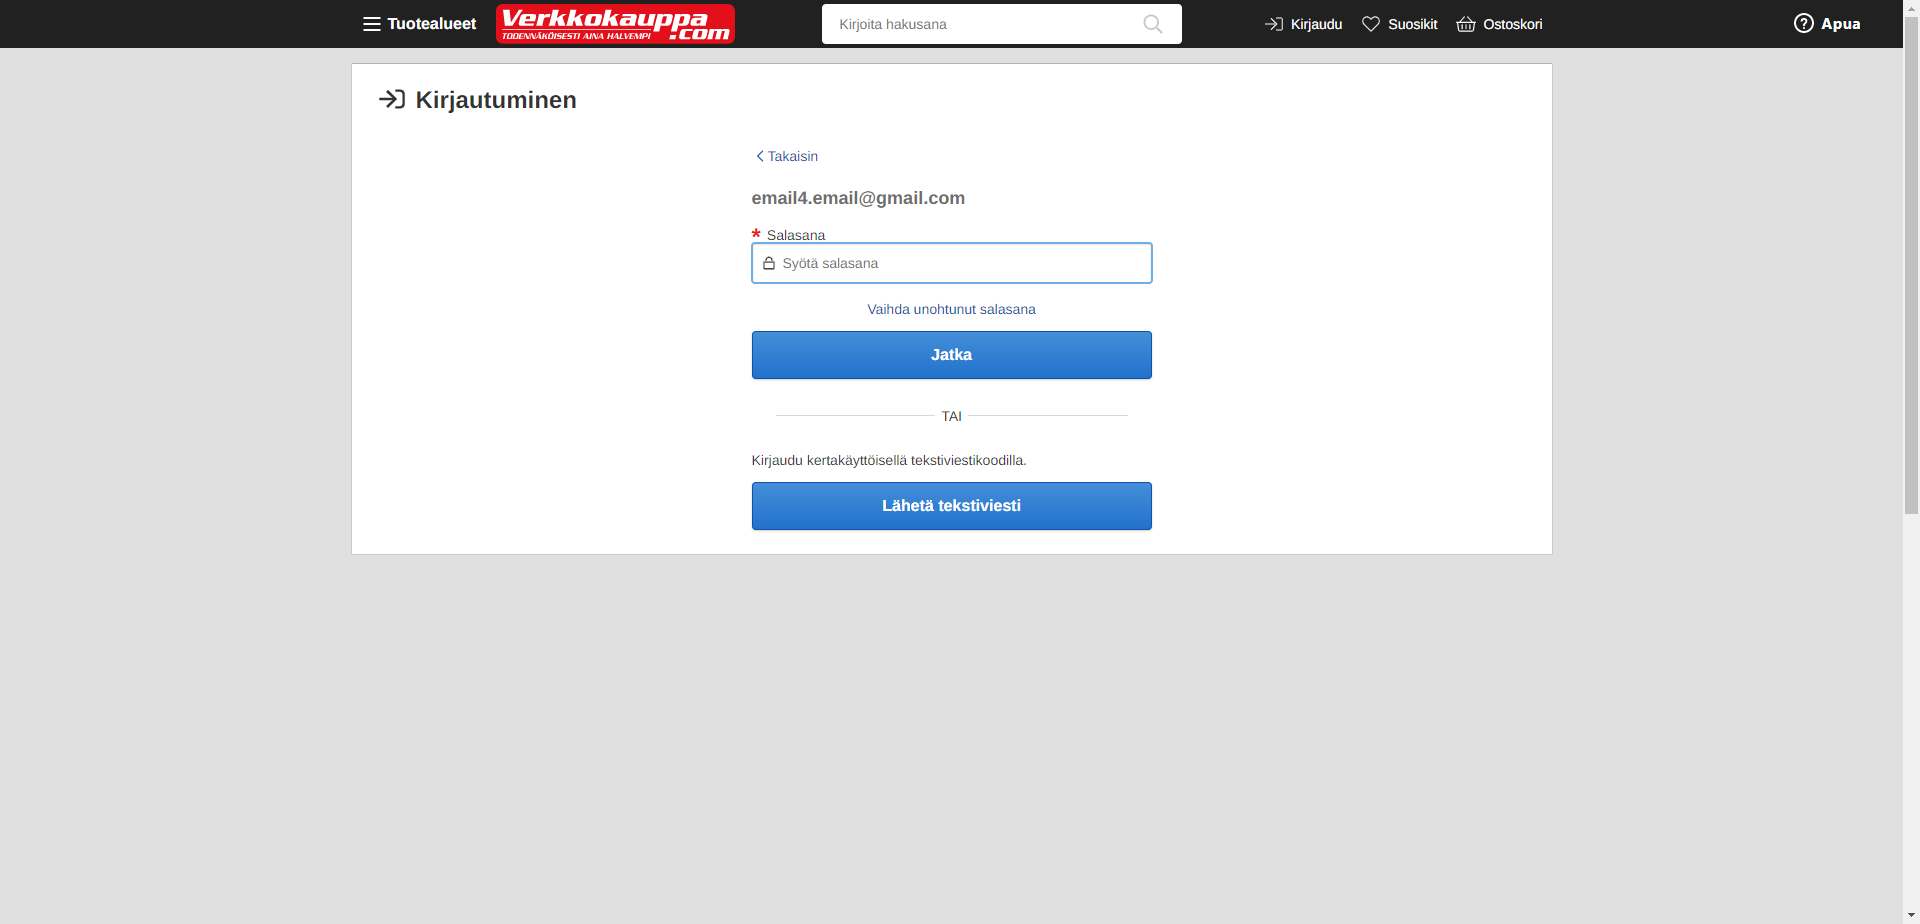 Tuotealueet
Verkkokauppa.com
TODENNÄKÖISESTI AINA HALVEMPI
Kirjoita hakusana
Kirjaudu
Suosikit
Ostoskori
Apua
Kirjautuminen
Takaisin
email4.email@gmail.com
* Salasana
Syötä salasana
Vaihda unohtunut salasana
Jatka
TAI
Kirjaudu kertakäyttöisellä tekstiviestikoodilla.
Lähetä tekstiviesti